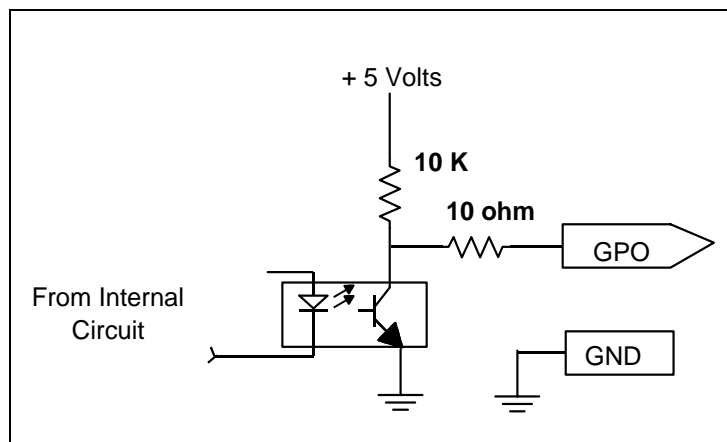 + 5 Volts
10 K
10 ohm
GPO
From Internal
Circuit
GND